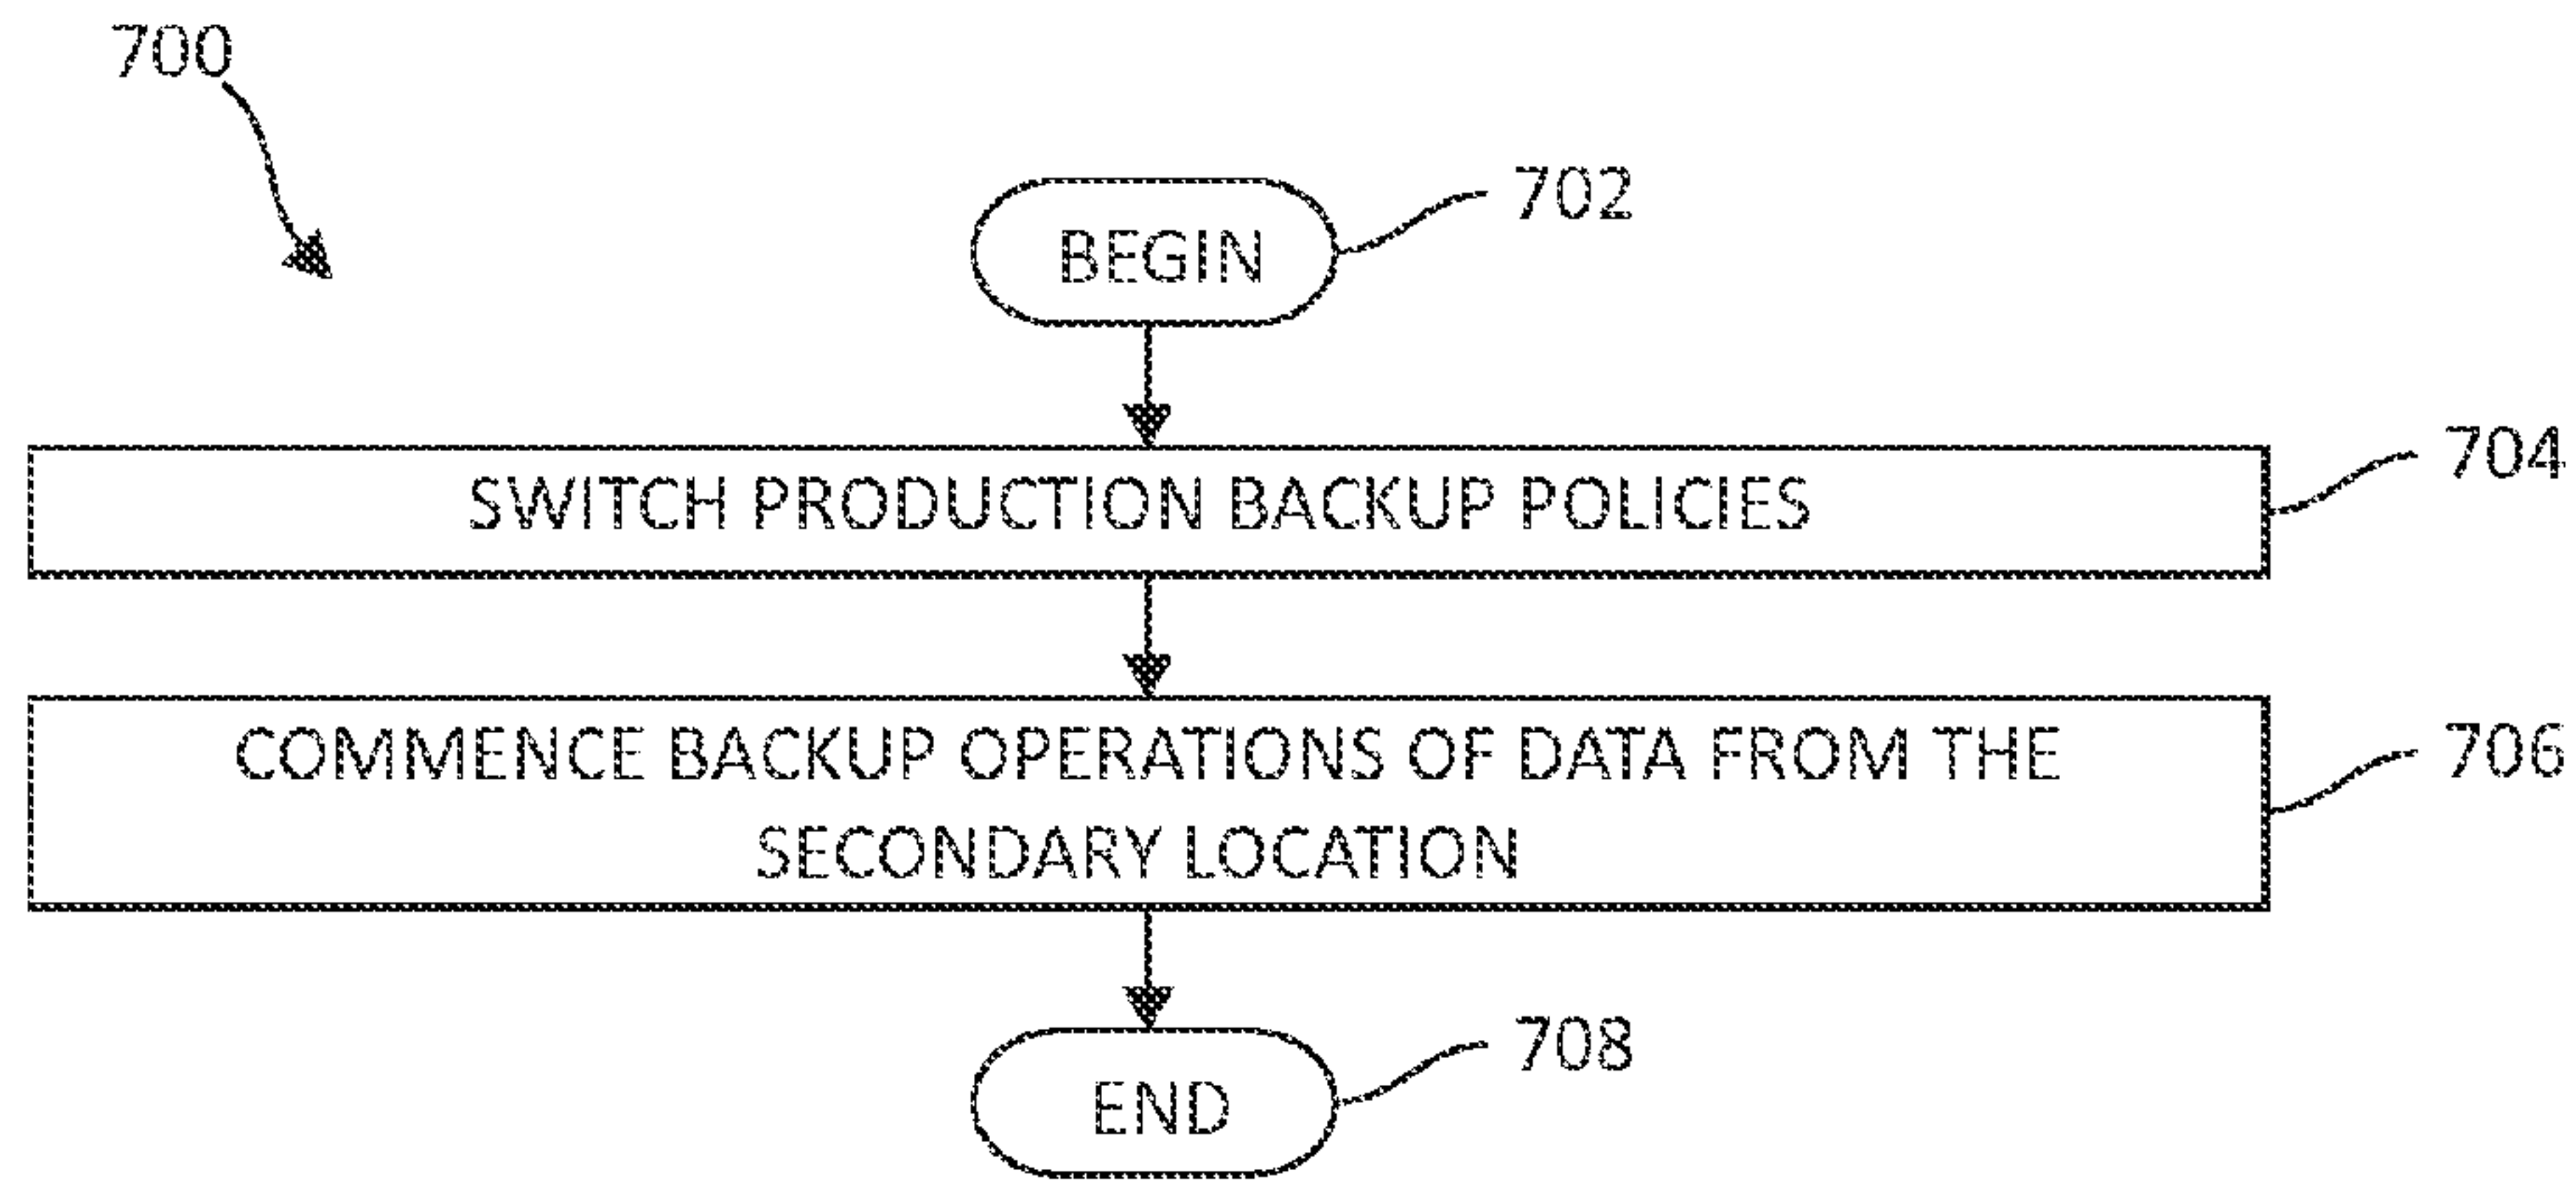 700
BEGIN
702
SWITCH PRODUCTION BACKUP POLICIES
704
COMMENCE BACKUP OPERATIONS OF DATA FROM THE
SECONDARY LOCATION
706
END
708